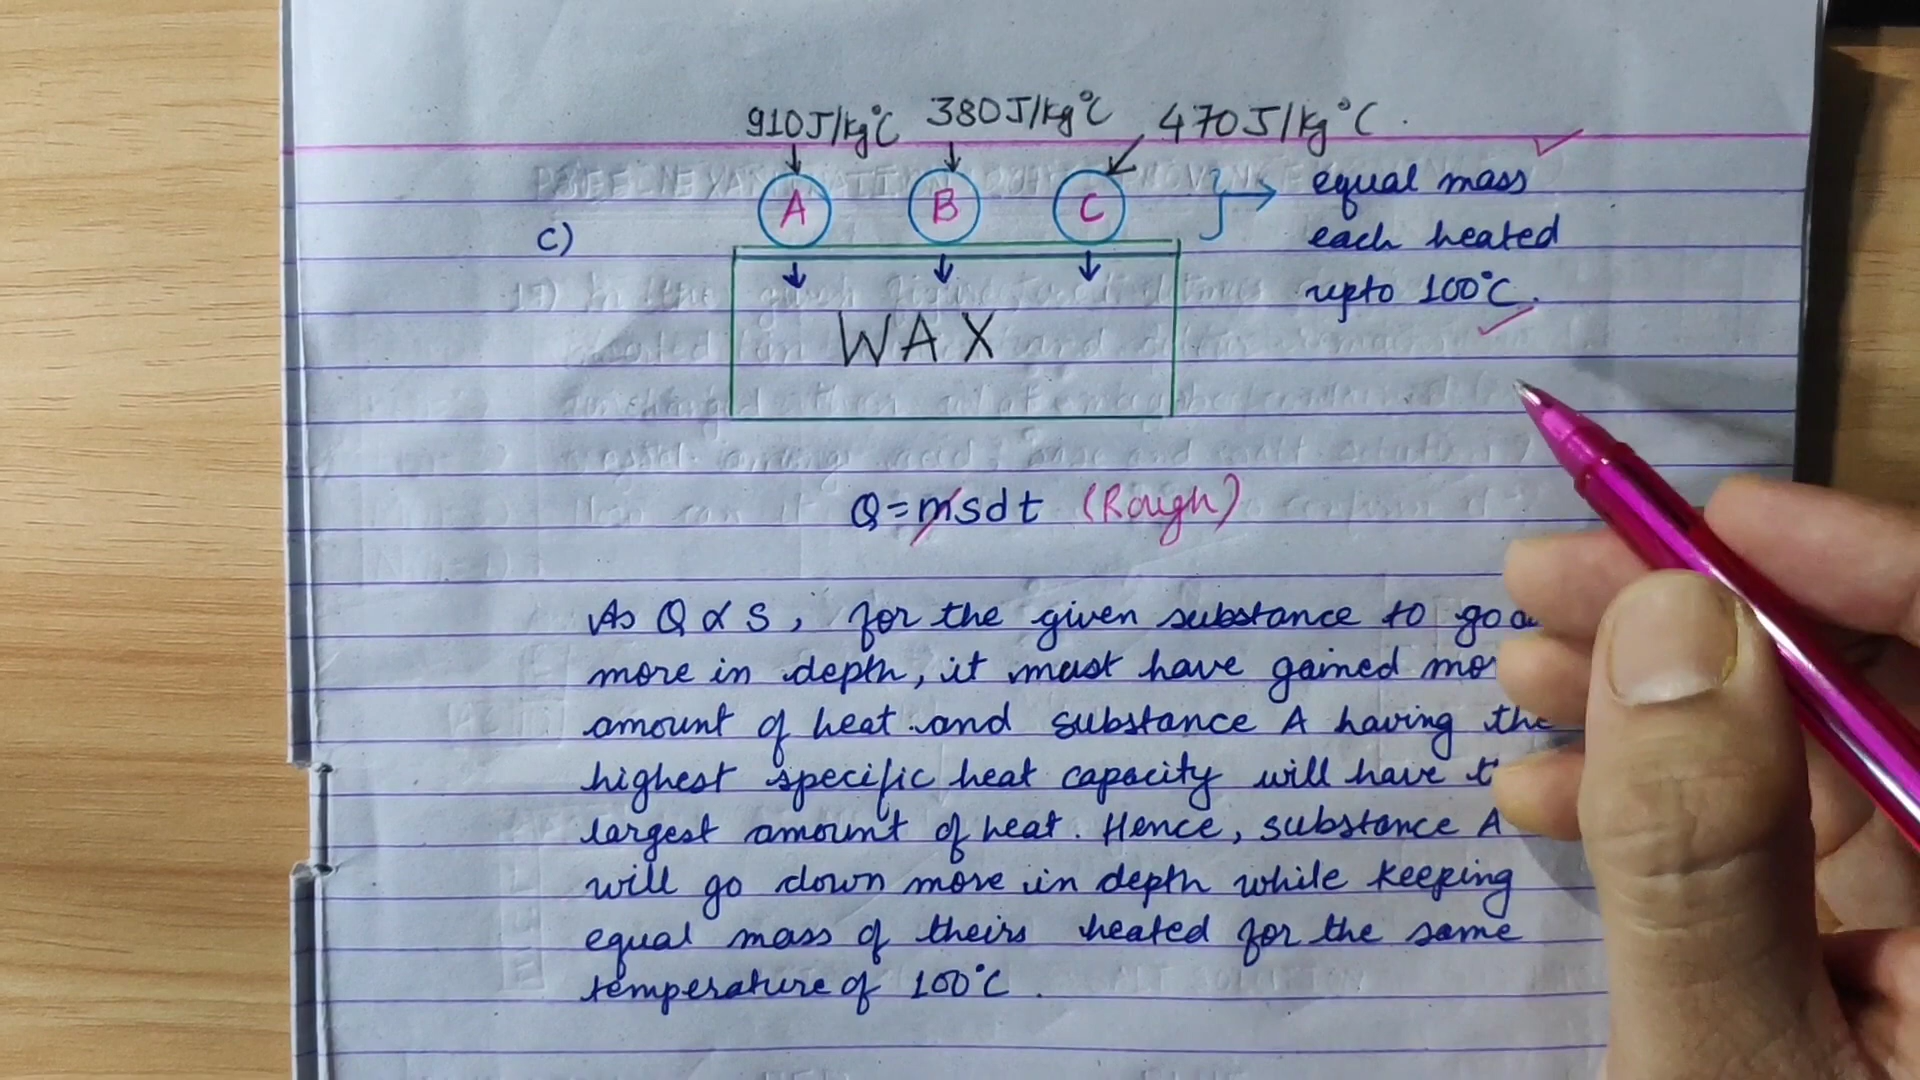 910J/kg°C 380J/kg°C 470J/kg°C.
A B C
equal mass
c)
each heated
upto 100°C.
WAX
Q=msdt (Rough)
As Q α S, for the given substance to go
more in depth, it must have gained
amount of heat and substance A having the
highest specific heat capacity will have
largest amount of heat. Hence, substance A
will go down more in depth while keeping
equal mass of theirs heated for the same
temperature of 100°C.